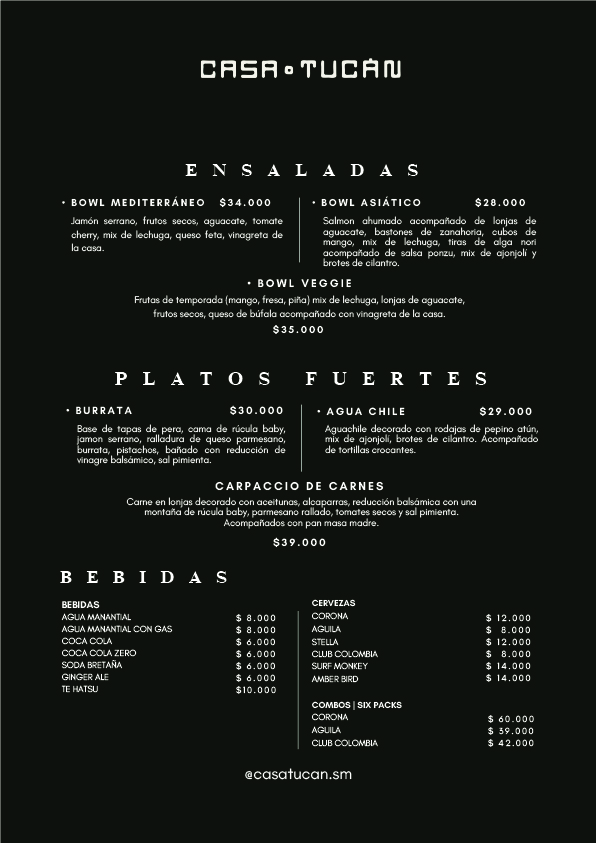 CASA TUCÁN
ENSALADAS
• BOWL MEDITERRÁNEO $34.000
Jamón serrano, frutos secos, aguacate, tomate
cherry, mix de lechuga, queso feta, vinagreta de
la casa.
• BOWL ASIÁTICO $28.000
Salmon ahumado acompañado de lonjas de
aguacate, bastones de zanahoria, cubos de
mango, mix de lechuga, tiras de alga nori
acompañado de salsa ponzu, mix de ajonjolí y
brotes de cilantro.
• BOWL VEGGIE
Frutas de temporada (mango, fresa, piña) mix de lechuga, lonjas de aguacate,
frutos secos, queso de búfala acompañado con vinagreta de la casa.
$35.000
PLATOS FUERTES
• BURRATA $30.000
Base de tapas de pera, cama de rúcula baby,
jamon serrano, ralladura de queso parmesano,
burrata, pistachos, bañado con reducción de
vinagre balsámico, sal pimienta.
• AGUA CHILE $29.000
Aguachile decorado con rodajas de pepino atún,
mix de ajonjolí, brotes de cilantro. Acompañado
de tortillas crocantes.
CARPACCIO DE CARNES
Carne en lonjas decorado con aceitunas, alcaparras, reducción balsámica con una
montaña de rúcula baby, parmesano rallado, tomates secos y sal pimienta.
Acompañados con pan masa madre.
$39.000
BEBIDAS
BEBIDAS
AGUA MANANTIAL $ 8.000
AGUA MANANTIAL CON GAS $ 8.000
COCA COLA $ 6.000
COCA COLA ZERO $ 6.000
SODA BRETAÑA $ 6.000
GINGER ALE $ 6.000
TE HATSU $10.000
CERVEZAS
CORONA $ 12.000
AGUILA $ 8.000
STELLA $ 12.000
CLUB COLOMBIA $ 8.000
SURF MONKEY $ 14.000
AMBER BIRD $ 14.000
COMBOS | SIX PACKS
CORONA $ 60.000
AGUILA $ 39.000
CLUB COLOMBIA $ 42.000
@casatucan.sm